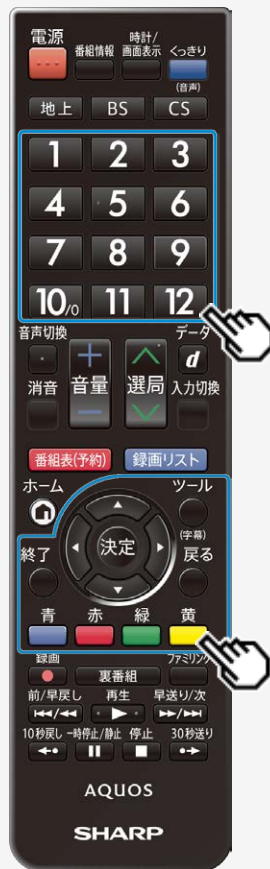 電源
番組情報 時計/画面表示 くっきり
(音声)
地上 BS CS
1 2 3
4 5 6
7 8 9
10/0 11 12
音声切換 データ
+ d
消音 音量 選局 入力切換
番組表(予約) 録画リスト
ホーム ツール
(字幕)
終了 決定 戻る
青 赤 緑 黄
録画 裏番組 ファミリンク
前/早戻し 再生 早送り/次
10秒戻し 一時停止/静止 停止 30秒送り
AQUOS
SHARP